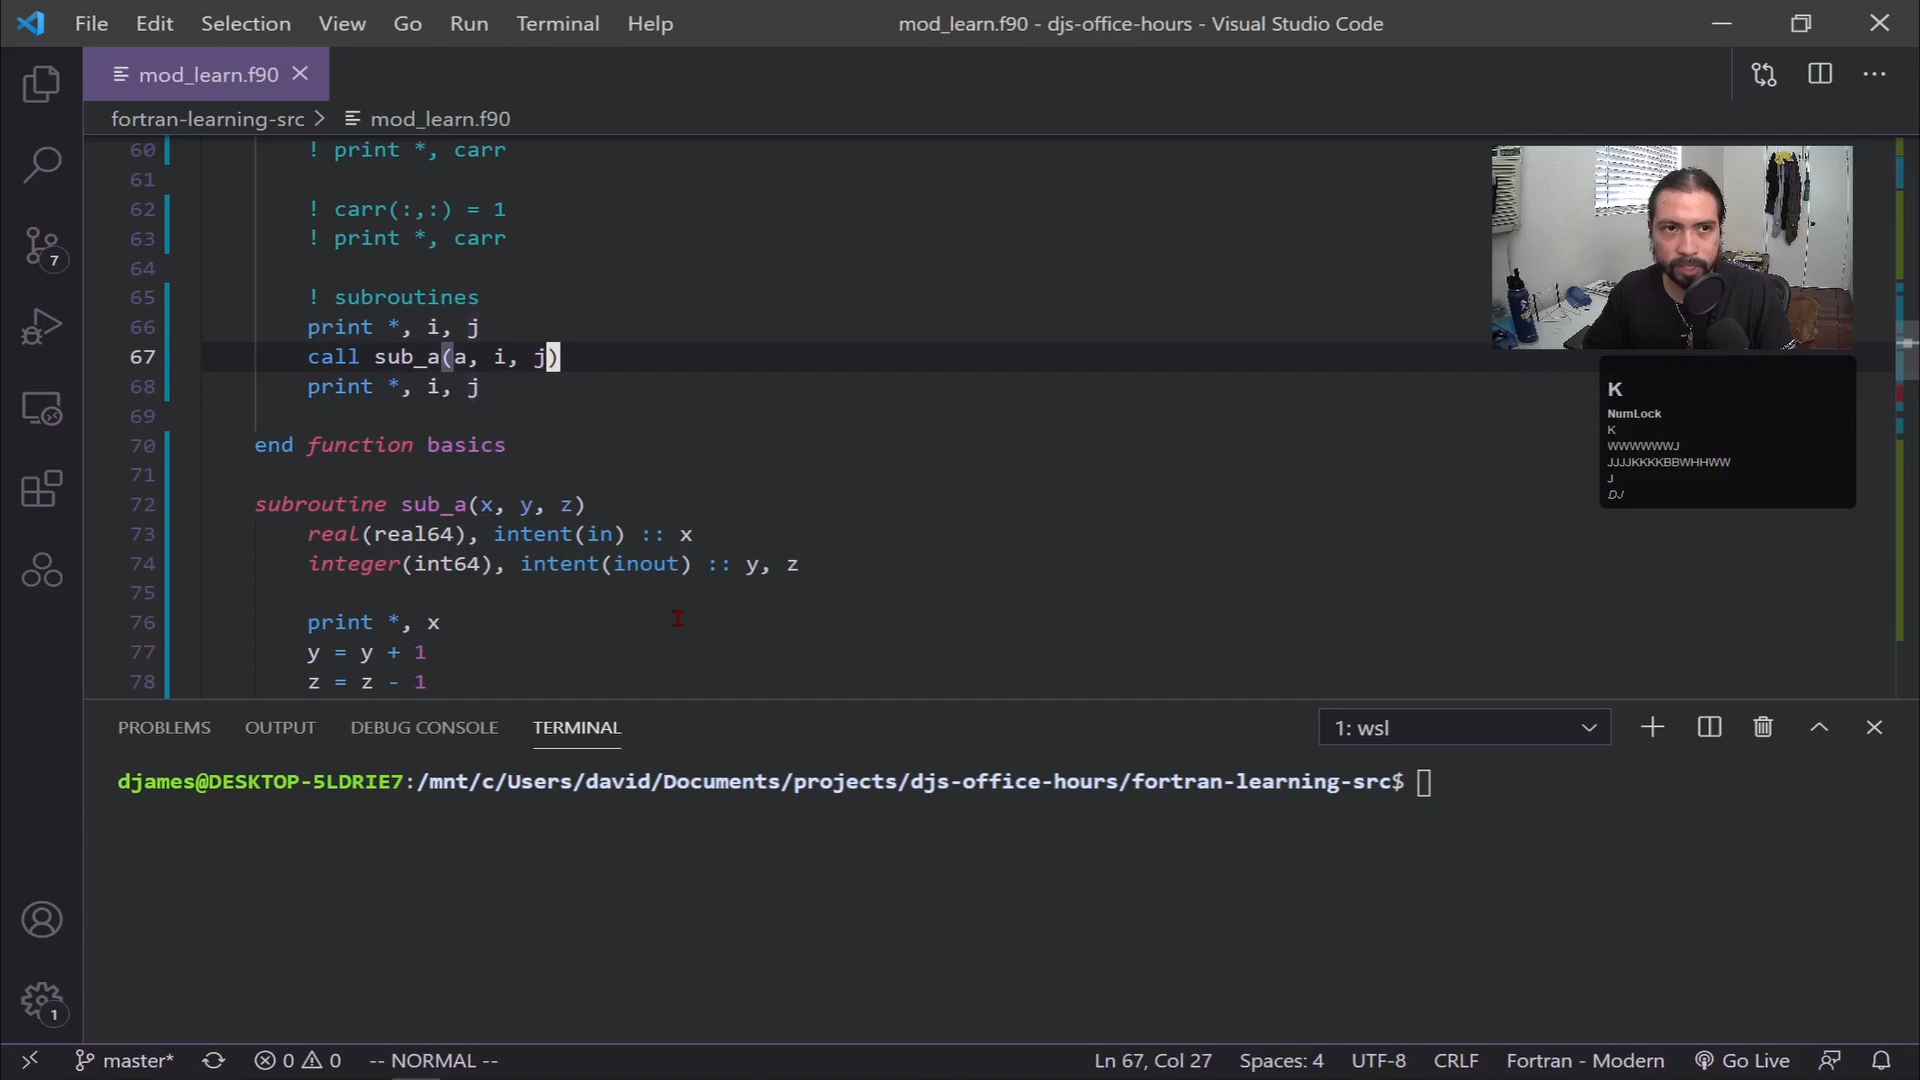 File Edit Selection View Go Run Terminal Help mod_learn.f90 - djs-office-hours - Visual Studio Code
mod_learn.f90
fortran-learning-src > mod_learn.f90
60 ! print *, carr
61
62 ! carr(:,:) = 1
63 ! print *, carr
64
65 ! subroutines
66 print *, i, j
67 call sub_a(a, i, j)
68 print *, i, j
69
70 end function basics
71
72 subroutine sub_a(x, y, z)
73 real(real64), intent(in) :: x
74 integer(int64), intent(inout) :: y, z
75
76 print *, x
77 y = y + 1
78 z = z - 1
7
1
K
NumLock
K
WWWWWWJ
JJJJKKKKBBWHHWW
J
DJ
PROBLEMS OUTPUT DEBUG CONSOLE TERMINAL 1: wsl
djames@DESKTOP-5LDRIE7:/mnt/c/Users/david/Documents/projects/djs-office-hours/fortran-learning-src$
master* 0 0 -- NORMAL -- Ln 67, Col 27 Spaces: 4 UTF-8 CRLF Fortran - Modern Go Live